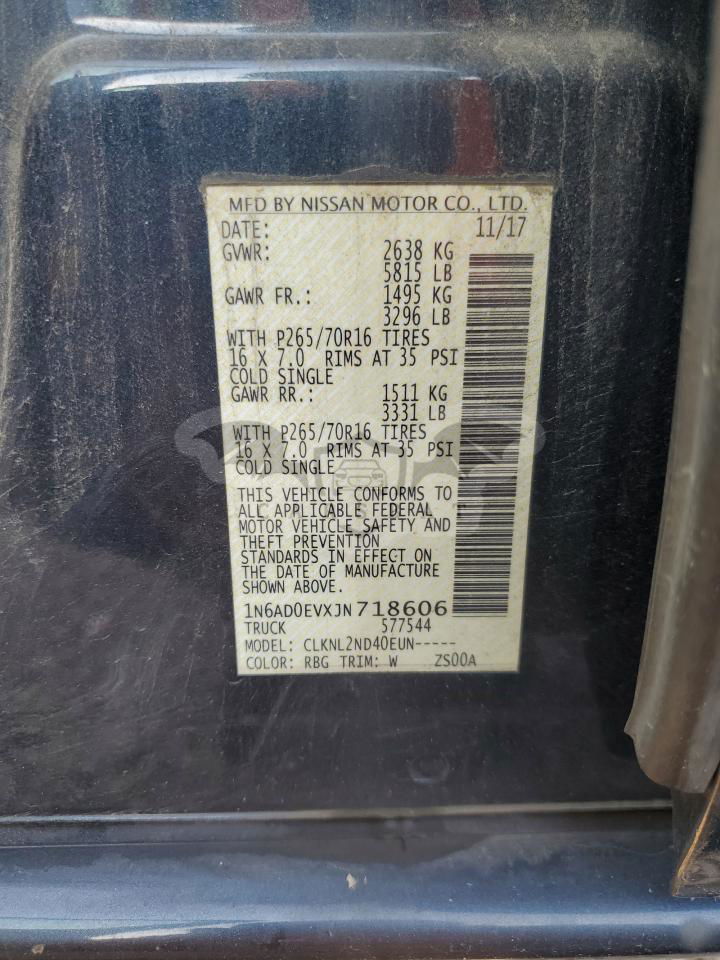 MFD BY NISSAN MOTOR CO., LTD.
DATE: 11/17
GVWR: 2638 KG
5815 LB
GAWR FR.: 1495 KG
3296 LB
WITH P265/70R16 TIRES
16 X 7.0 RIMS AT 35 PSI
COLD SINGLE
GAWR RR.: 1511 KG
3331 LB
WITH P265/70R16 TIRES
16 X 7.0 RIMS AT 35 PSI
COLD SINGLE
THIS VEHICLE CONFORMS TO
ALL APPLICABLE FEDERAL
MOTOR VEHICLE SAFETY AND
THEFT PREVENTION
STANDARDS IN EFFECT ON
THE DATE OF MANUFACTURE
SHOWN ABOVE.
1N6AD0EVXJN718606
TRUCK 577544
MODEL: CLKNL2ND40EUN-----
COLOR: RBG TRIM: W ZS00A